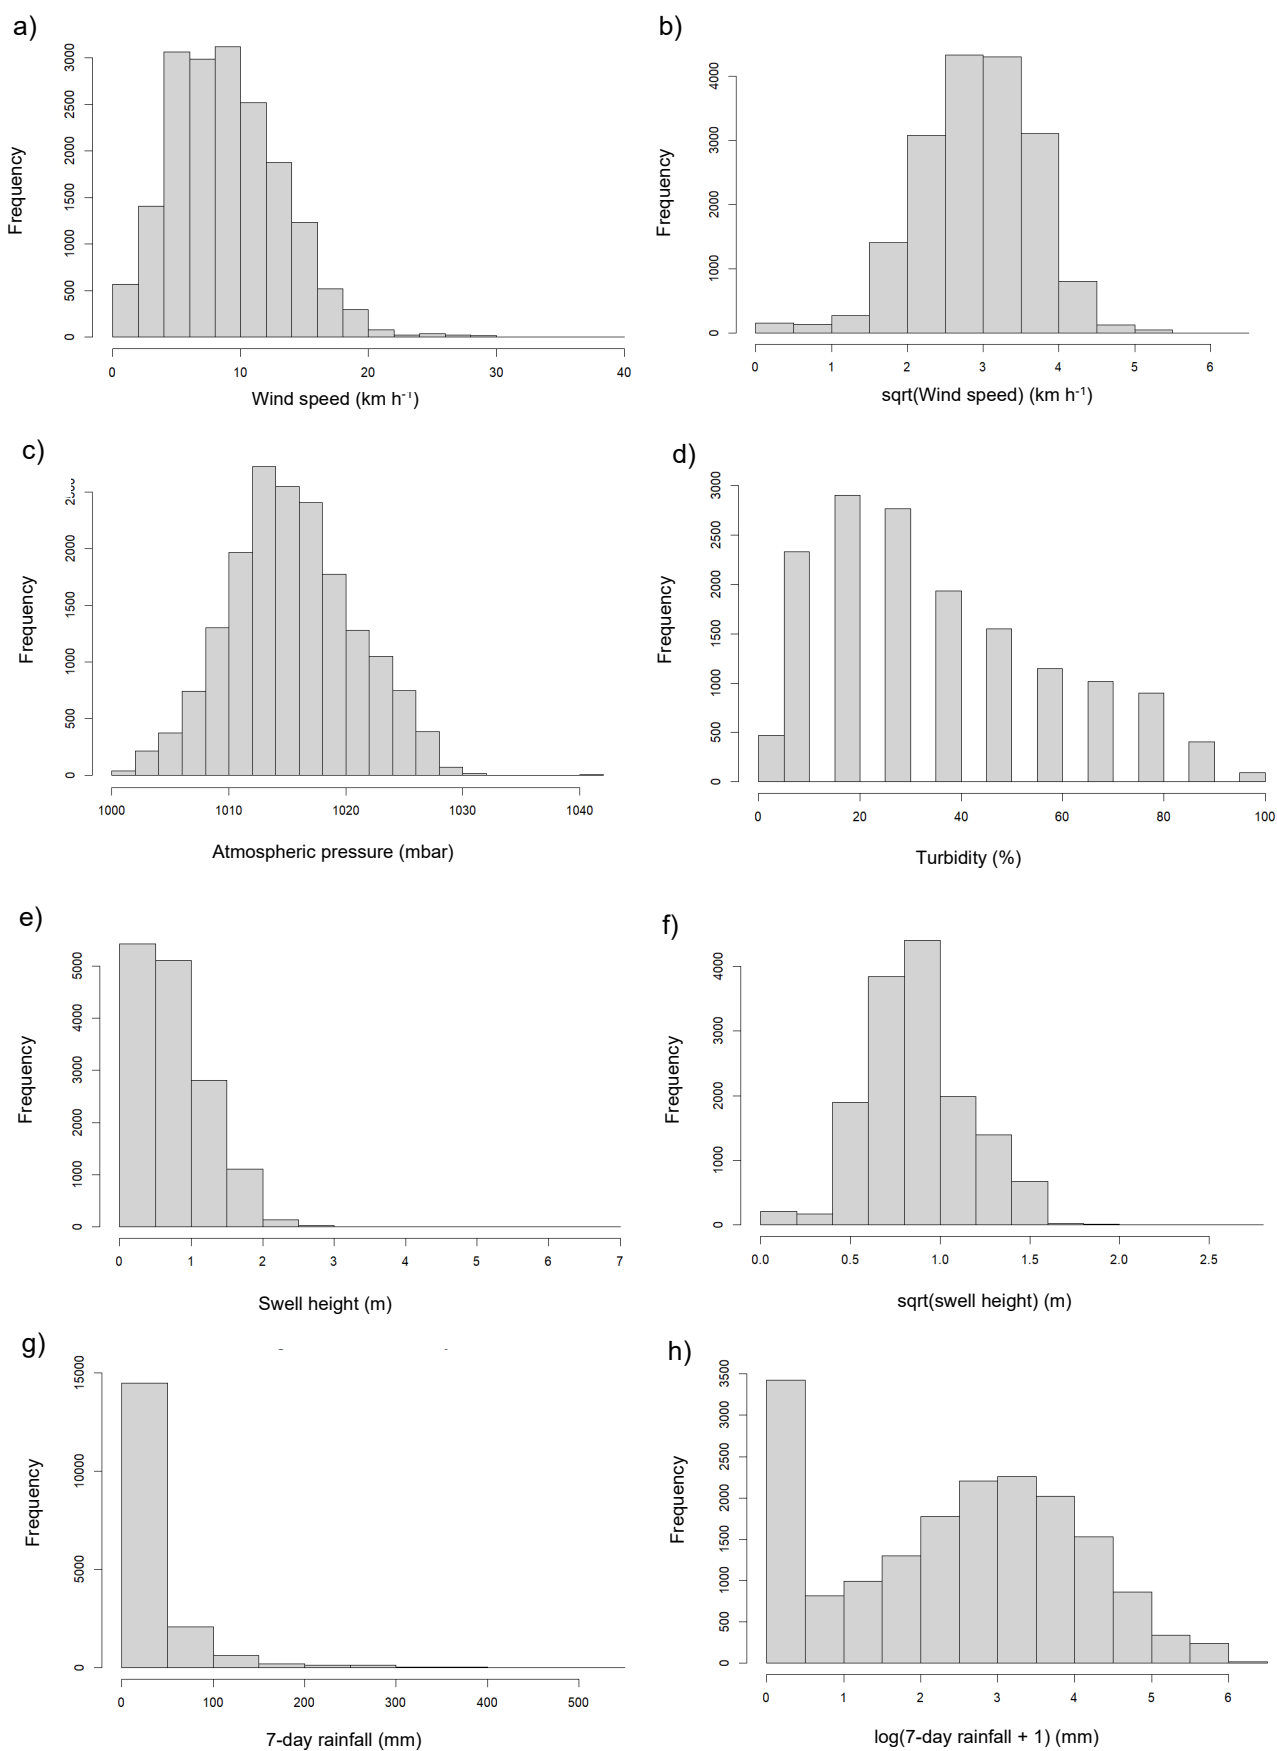 a)
Frequency
0 500 1000 1500 2000 2500 3000
0 10 20 30 40
Wind speed (km h⁻¹)
b)
Frequency
0 1000 2000 3000 4000
0 1 2 3 4 5 6
sqrt(Wind speed) (km h⁻¹)
c)
Frequency
0 500 1000 1500 2000
1000 1010 1020 1030 1040
Atmospheric pressure (mbar)
d)
Frequency
0 500 1000 1500 2000 2500 3000
0 20 40 60 80 100
Turbidity (%)
e)
Frequency
0 1000 2000 3000 4000 5000
0 1 2 3 4 5 6 7
Swell height (m)
f)
Frequency
0 1000 2000 3000 4000
0.0 0.5 1.0 1.5 2.0 2.5
sqrt(swell height) (m)
g)
Frequency
0 5000 10000 15000
0 100 200 300 400 500
7-day rainfall (mm)
h)
Frequency
0 500 1000 1500 2000 2500 3000 3500
0 1 2 3 4 5 6
log(7-day rainfall + 1) (mm)